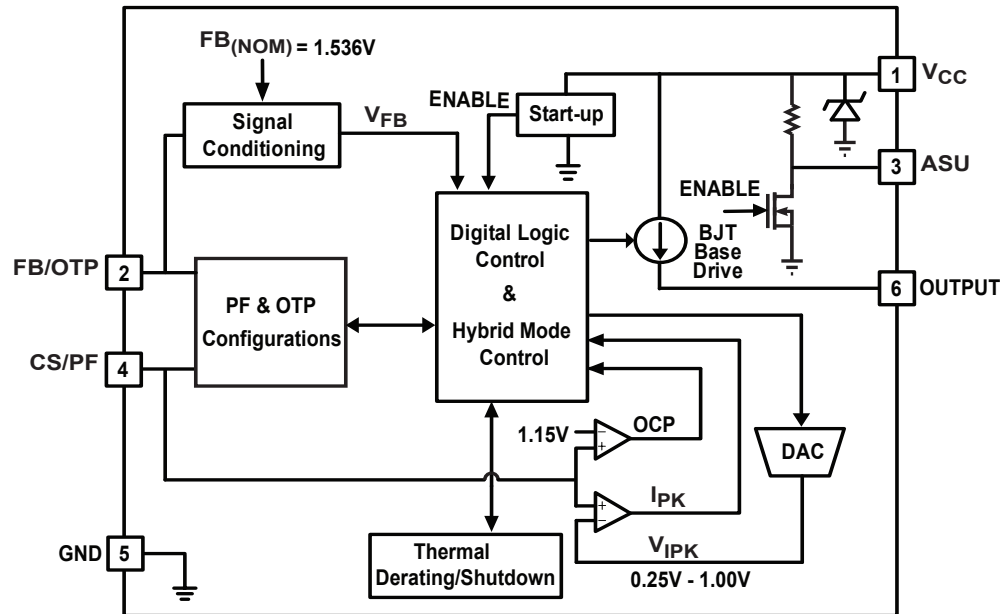 FB(NOM) = 1.536V
Signal
Conditioning
VFB
ENABLE
Start-up
1
VCC
3
ASU
ENABLE
BJT
Base
Drive
6
OUTPUT
FB/OTP
2
PF & OTP
Configurations
Digital Logic
Control
&
Hybrid Mode
Control
CS/PF
4
1.15V
−
+
OCP
DAC
+
−
IPK
VIPK
0.25V - 1.00V
GND
5
Thermal
Derating/Shutdown